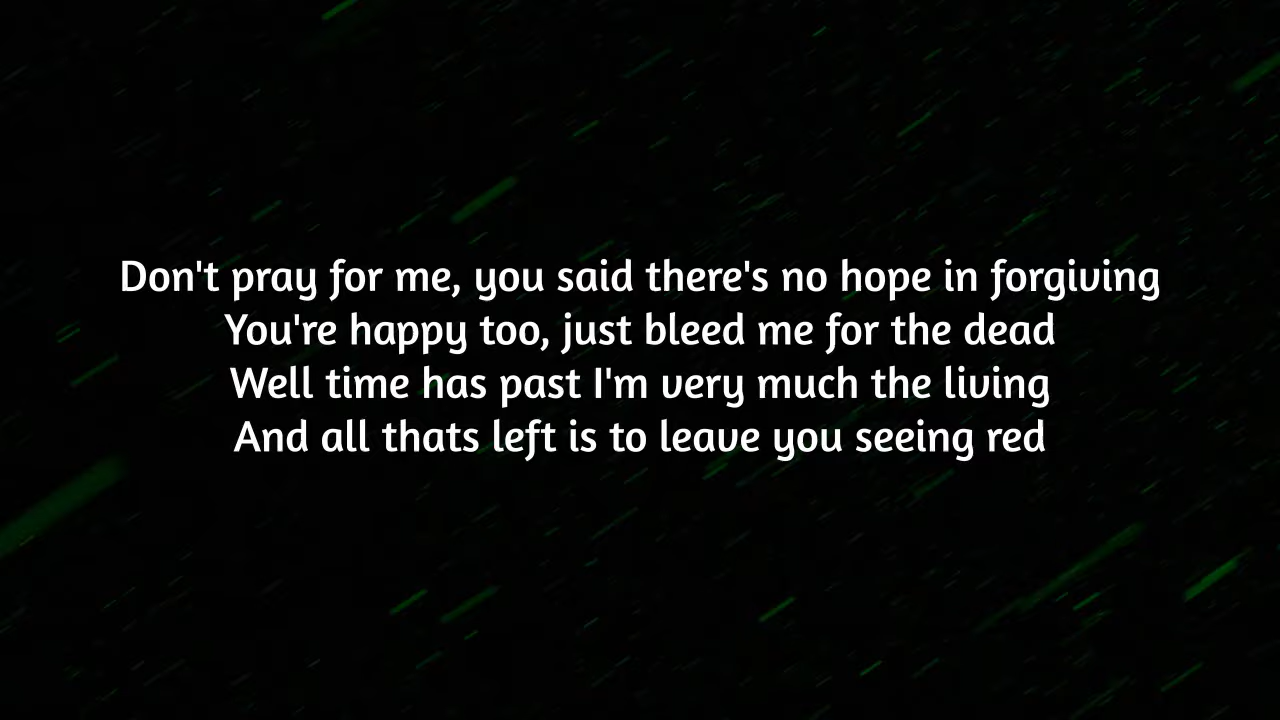 Don't pray for me, you said there's no hope in forgiving
You're happy too, just bleed me for the dead
Well time has past I'm very much the living
And all thats left is to leave you seeing red